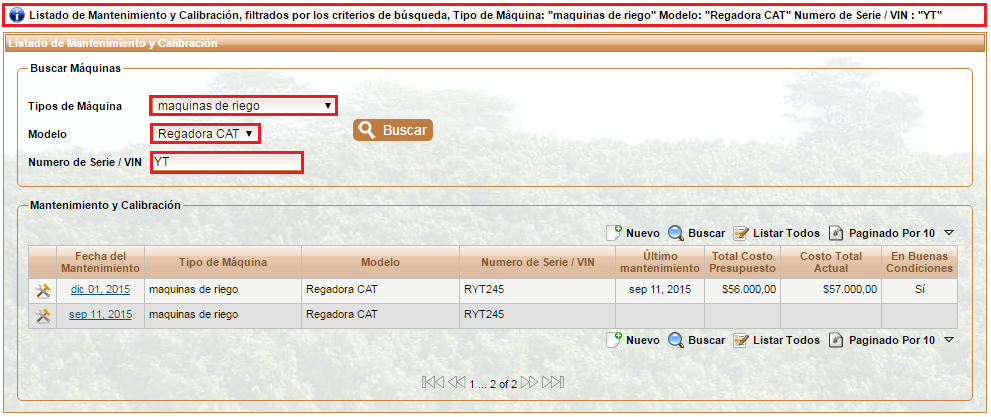 Listado de Mantenimiento y Calibración, filtrados por los criterios de búsqueda, Tipo de Máquina: "maquinas de riego" Modelo: "Regadora CAT" Numero de Serie / VIN : "YT"
Listado de Mantenimiento y Calibración
Buscar Máquinas
Tipos de Máquina maquinas de riego
Modelo Regadora CAT Buscar
Numero de Serie / VIN YT
Mantenimiento y Calibración
Nuevo Buscar Listar Todos Paginado Por 10
Fecha del Mantenimiento Tipo de Máquina Modelo Numero de Serie / VIN Último mantenimiento Total Costo Presupuesto Costo Total Actual En Buenas Condiciones
dic 01, 2015 maquinas de riego Regadora CAT RYT245 sep 11, 2015 $56.000,00 $57.000,00 Sí
sep 11, 2015 maquinas de riego Regadora CAT RYT245
Nuevo Buscar Listar Todos Paginado Por 10
1 ... 2 of 2